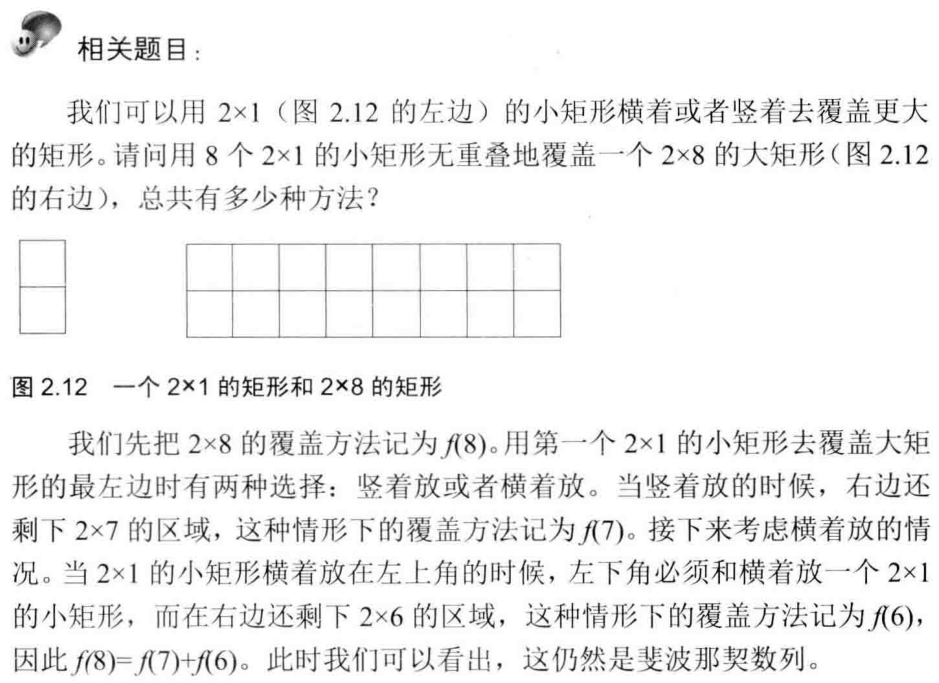 相关题目：
我们可以用 2×1（图 2.12 的左边）的小矩形横着或者竖着去覆盖更大
的矩形。请问用 8 个 2×1 的小矩形无重叠地覆盖一个 2×8 的大矩形（图 2.12
的右边），总共有多少种方法？
图 2.12 一个 2×1 的矩形和 2×8 的矩形
我们先把 2×8 的覆盖方法记为 f(8)。用第一个 2×1 的小矩形去覆盖大矩
形的最左边时有两种选择：竖着放或者横着放。当竖着放的时候，右边还
剩下 2×7 的区域，这种情形下的覆盖方法记为 f(7)。接下来考虑横着放的情
况。当 2×1 的小矩形横着放在左上角的时候，左下角必须和横着放一个 2×1
的小矩形，而在右边还剩下 2×6 的区域，这种情形下的覆盖方法记为 f(6)，
因此 f(8)= f(7)+f(6)。此时我们可以看出，这仍然是斐波那契数列。